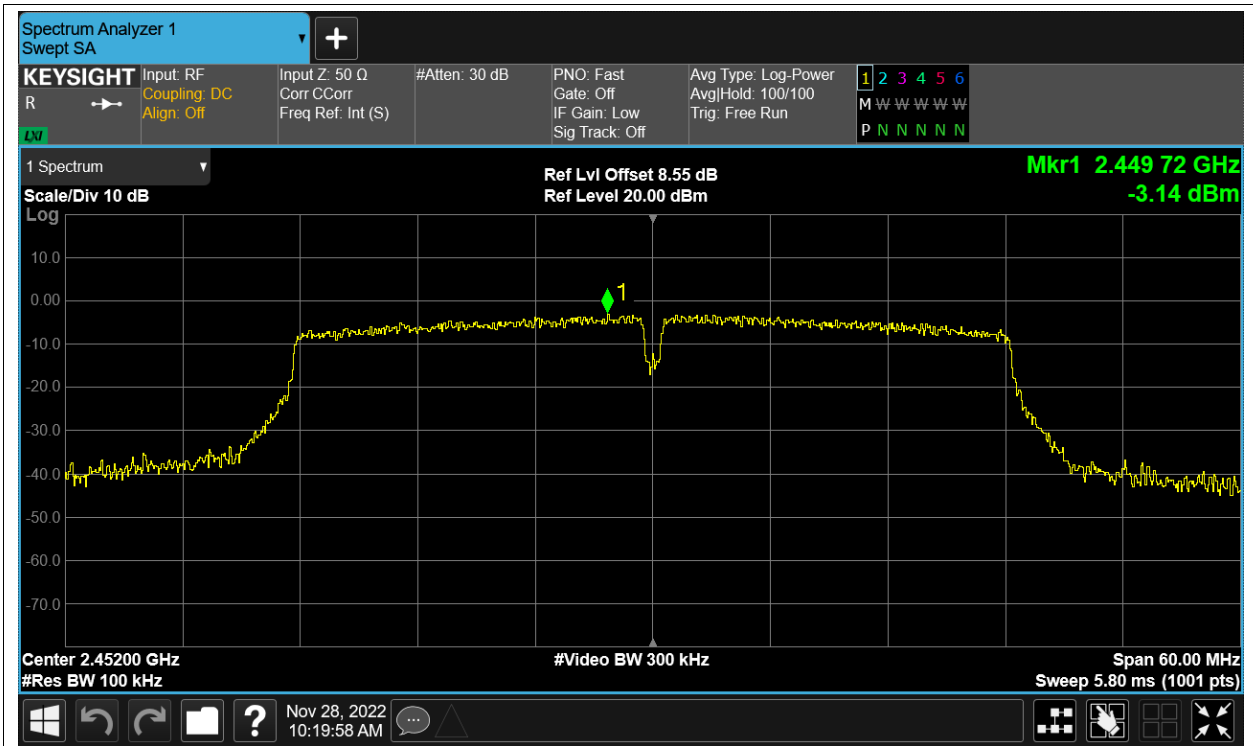 Spectrum Analyzer 1
Swept SA
KEYSIGHT
R
LXI
Input: RF
Coupling: DC
Align: Off
Input Z: 50 Ω
Corr CCorr
Freq Ref: Int (S)
#Atten: 30 dB
PNO: Fast
Gate: Off
IF Gain: Low
Sig Track: Off
Avg Type: Log-Power
Avg|Hold: 100/100
Trig: Free Run
1 2 3 4 5 6
M W W W W W
P N N N N N
1 Spectrum
Scale/Div 10 dB
Log
Ref Lvl Offset 8.55 dB
Ref Level 20.00 dBm
Mkr1 2.449 72 GHz
-3.14 dBm
10.0
0.00
-10.0
-20.0
-30.0
-40.0
-50.0
-60.0
-70.0
1
Center 2.45200 GHz
#Res BW 100 kHz
#Video BW 300 kHz
Span 60.00 MHz
Sweep 5.80 ms (1001 pts)
?
Nov 28, 2022
10:19:58 AM